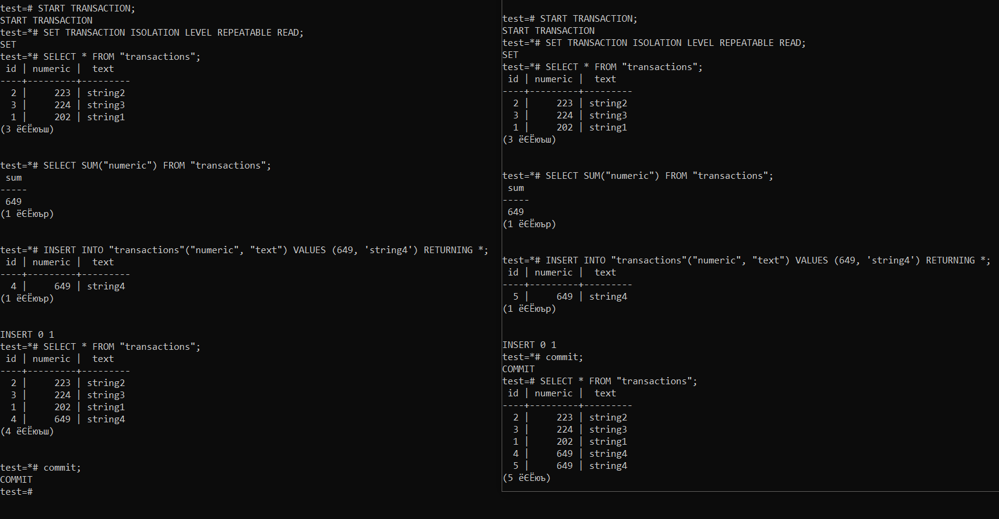 test=# START TRANSACTION;
START TRANSACTION
test=*# SET TRANSACTION ISOLATION LEVEL REPEATABLE READ;
SET
test=*# SELECT * FROM "transactions";
 id | numeric |  text
----+---------+---------
  2 |     223 | string2
  3 |     224 | string3
  1 |     202 | string1
(3 ёЄЁюъш)

test=*# SELECT SUM("numeric") FROM "transactions";
 sum
-----
 649
(1 ёЄЁюър)

test=*# INSERT INTO "transactions"("numeric", "text") VALUES (649, 'string4') RETURNING *;
 id | numeric |  text
----+---------+---------
  4 |     649 | string4
(1 ёЄЁюър)

INSERT 0 1
test=*# SELECT * FROM "transactions";
 id | numeric |  text
----+---------+---------
  2 |     223 | string2
  3 |     224 | string3
  1 |     202 | string1
  4 |     649 | string4
(4 ёЄЁюъш)

test=*# commit;
COMMIT
test=#
test=# START TRANSACTION;
START TRANSACTION
test=*# SET TRANSACTION ISOLATION LEVEL REPEATABLE READ;
SET
test=*# SELECT * FROM "transactions";
 id | numeric |  text
----+---------+---------
  2 |     223 | string2
  3 |     224 | string3
  1 |     202 | string1
(3 ёЄЁюъш)

test=*# SELECT SUM("numeric") FROM "transactions";
 sum
-----
 649
(1 ёЄЁюър)

test=*# INSERT INTO "transactions"("numeric", "text") VALUES (649, 'string4') RETURNING *;
 id | numeric |  text
----+---------+---------
  5 |     649 | string4
(1 ёЄЁюър)

INSERT 0 1
test=*# commit;
COMMIT
test=# SELECT * FROM "transactions";
 id | numeric |  text
----+---------+---------
  2 |     223 | string2
  3 |     224 | string3
  1 |     202 | string1
  4 |     649 | string4
  5 |     649 | string4
(5 ёЄЁюъ)